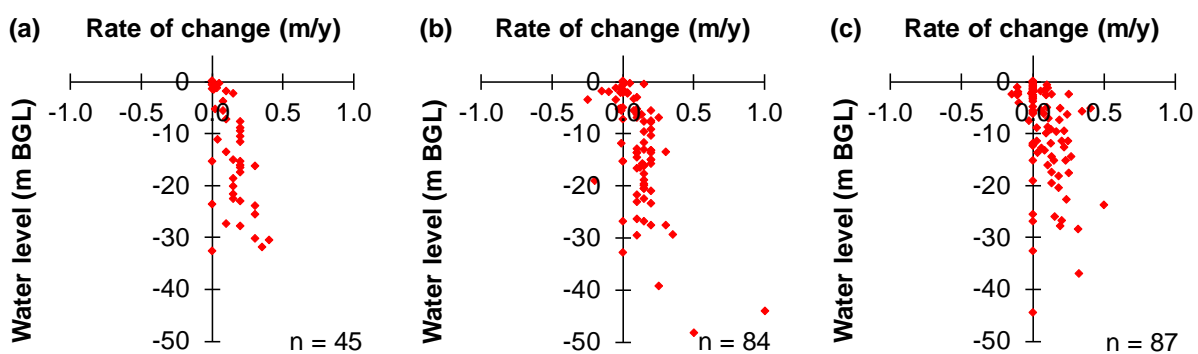 (a) Rate of change (m/y)
-1.0 -0.5 0.0 0.5 1.0
0
-10
-20
-30
-40
-50
Water level (m BGL)
n = 45
(b) Rate of change (m/y)
-1.0 -0.5 0.0 0.5 1.0
0
-10
-20
-30
-40
-50
Water level (m BGL)
n = 84
(c) Rate of change (m/y)
-1.0 -0.5 0.0 0.5 1.0
0
-10
-20
-30
-40
-50
Water level (m BGL)
n = 87